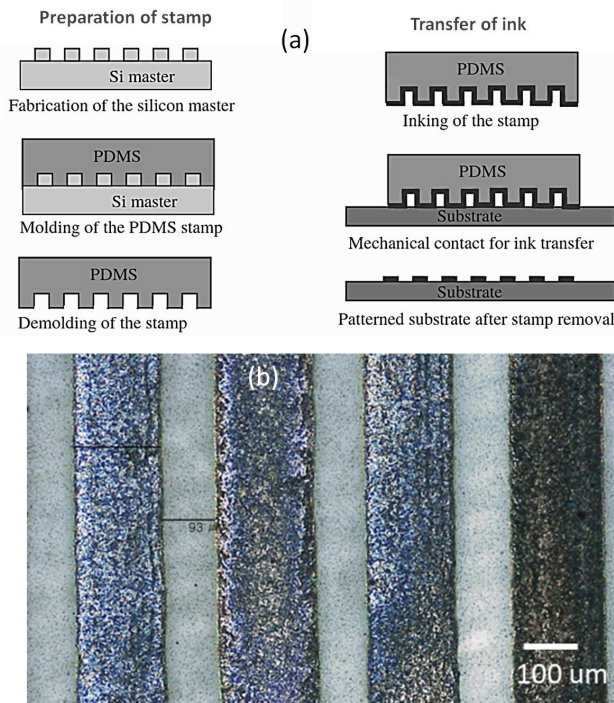 Preparation of stamp
(a)
Transfer of ink
Si master
Fabrication of the silicon master
PDMS
Si master
Molding of the PDMS stamp
PDMS
Demolding of the stamp
PDMS
Inking of the stamp
PDMS
Substrate
Mechanical contact for ink transfer
Substrate
Patterned substrate after stamp removal
(b)
93
100 um